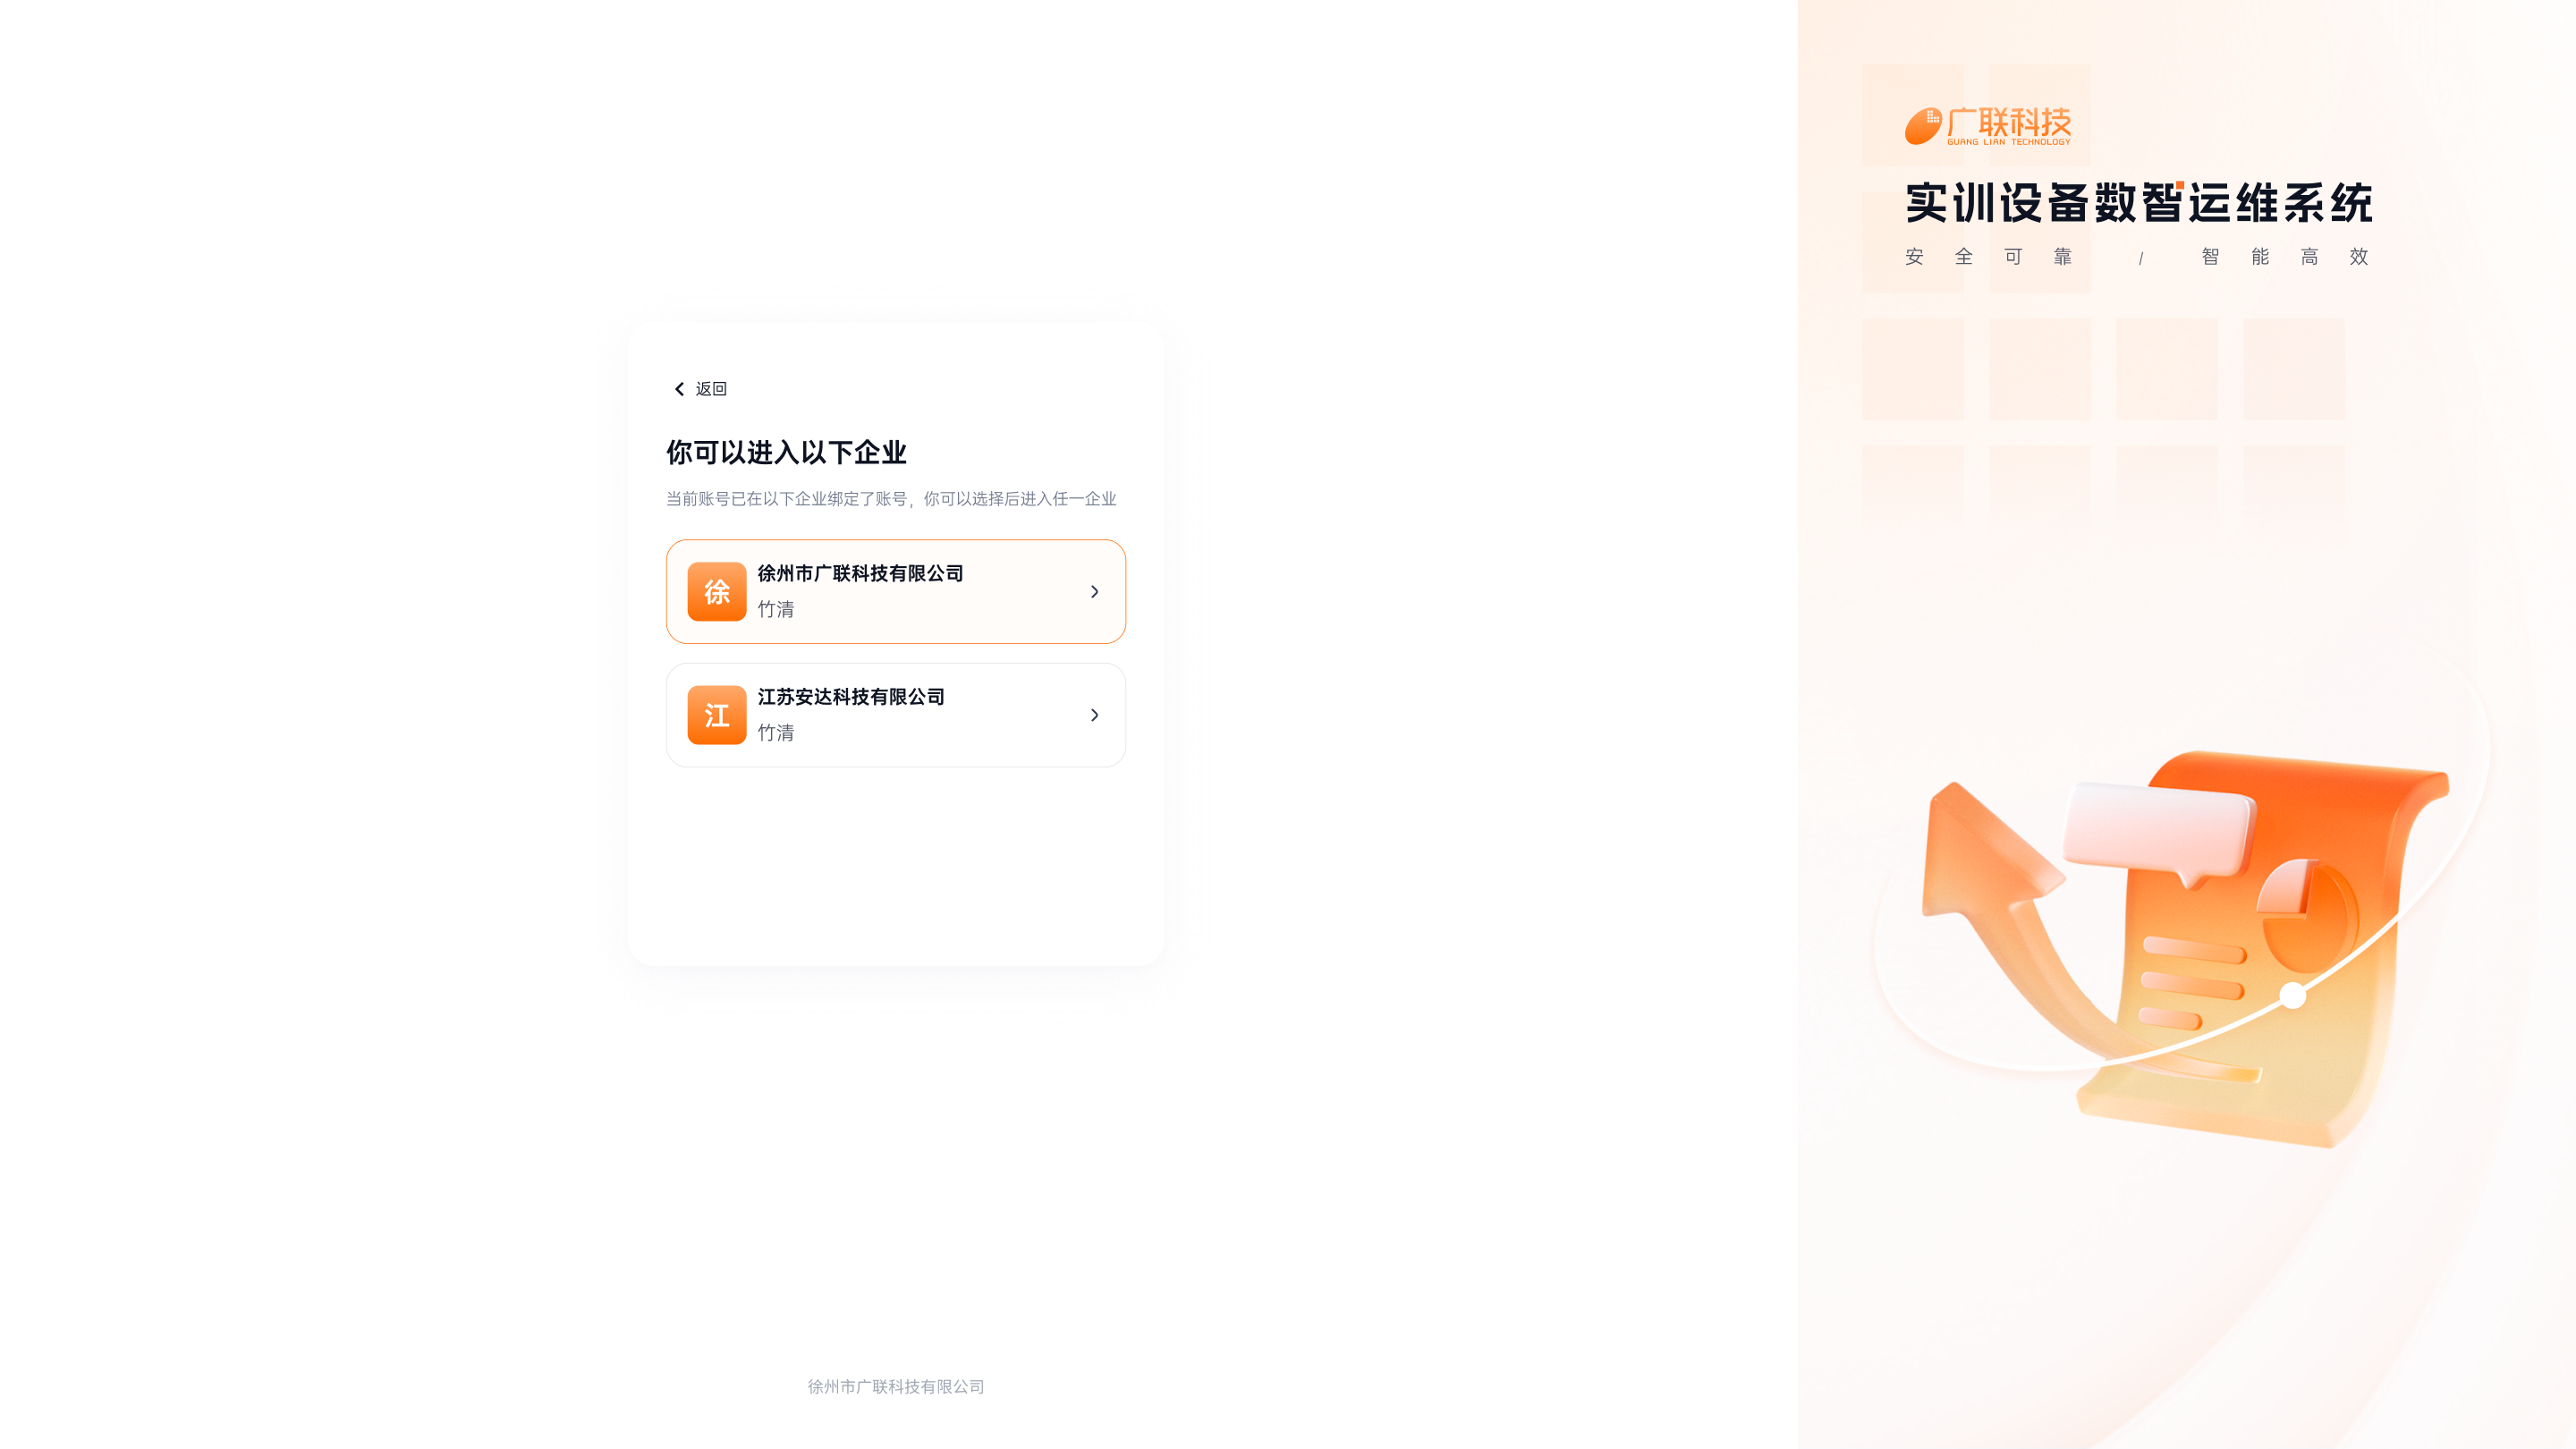 返回
你可以进入以下企业
当前账号已在以下企业绑定了账号，你可以选择后进入任一企业
徐
徐州市广联科技有限公司
竹清
江
江苏安达科技有限公司
竹清
徐州市广联科技有限公司
广联科技
GUANG LIAN TECHNOLOGY
实训设备数智运维系统
安全可靠 / 智能高效